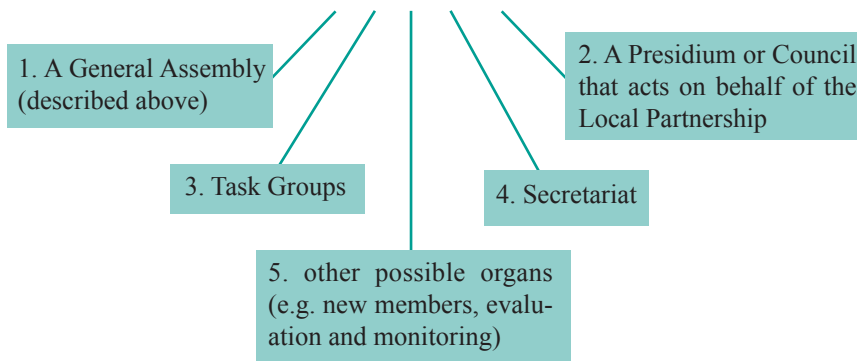 1. A General Assembly
(described above)
2. A Presidium or Council
that acts on behalf of the
Local Partnership
3. Task Groups
4. Secretariat
5. other possible organs
(e.g. new members, evalu-
ation and monitoring)